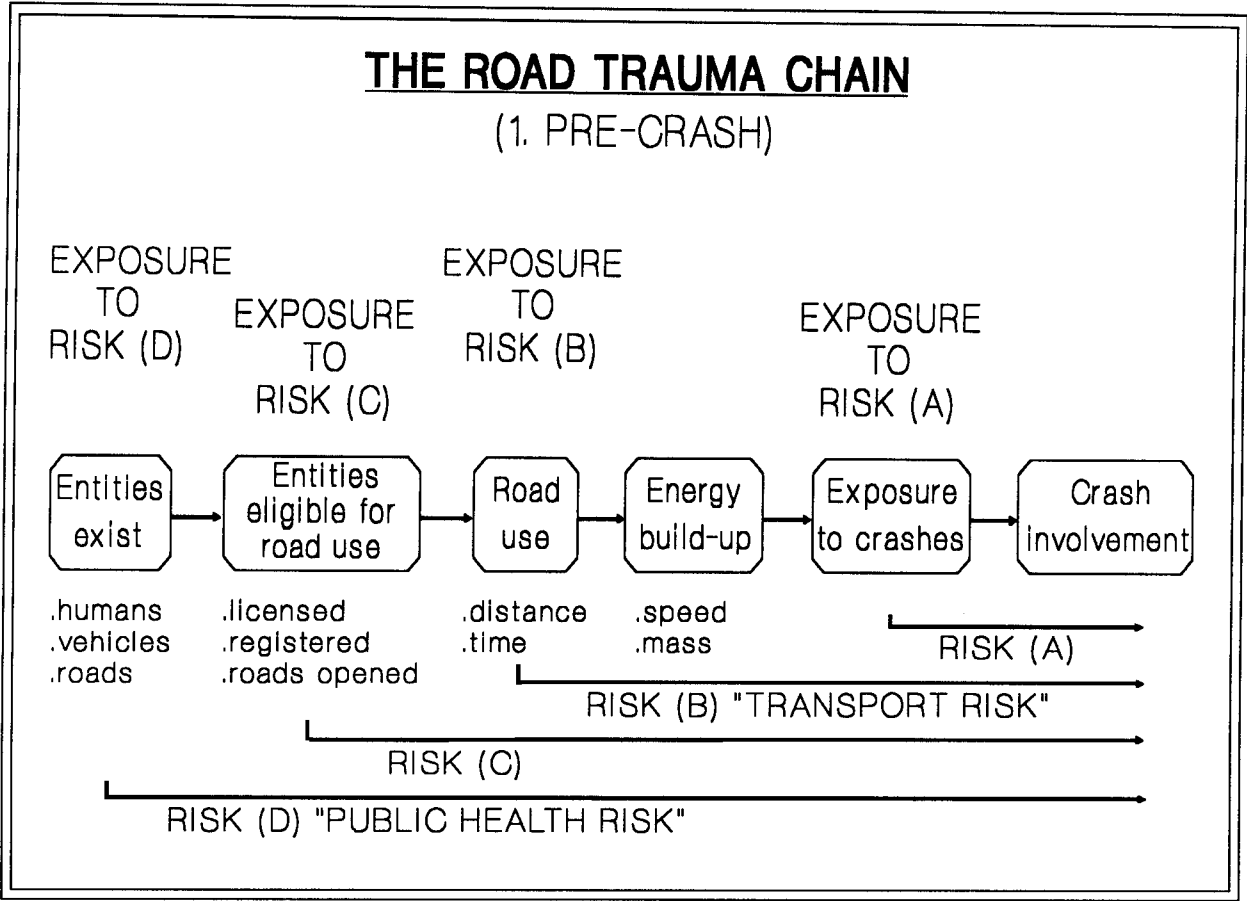 THE ROAD TRAUMA CHAIN
(1. PRE-CRASH)
EXPOSURE
TO
RISK (D)
EXPOSURE
TO
RISK (C)
EXPOSURE
TO
RISK (B)
EXPOSURE
TO
RISK (A)
Entities
exist
Entities
eligible for
road use
Road
use
Energy
build-up
Exposure
to crashes
Crash
involvement
.humans
.vehicles
.roads
.licensed
.registered
.roads opened
.distance
.time
.speed
.mass
RISK (A)
RISK (B) "TRANSPORT RISK"
RISK (C)
RISK (D) "PUBLIC HEALTH RISK"